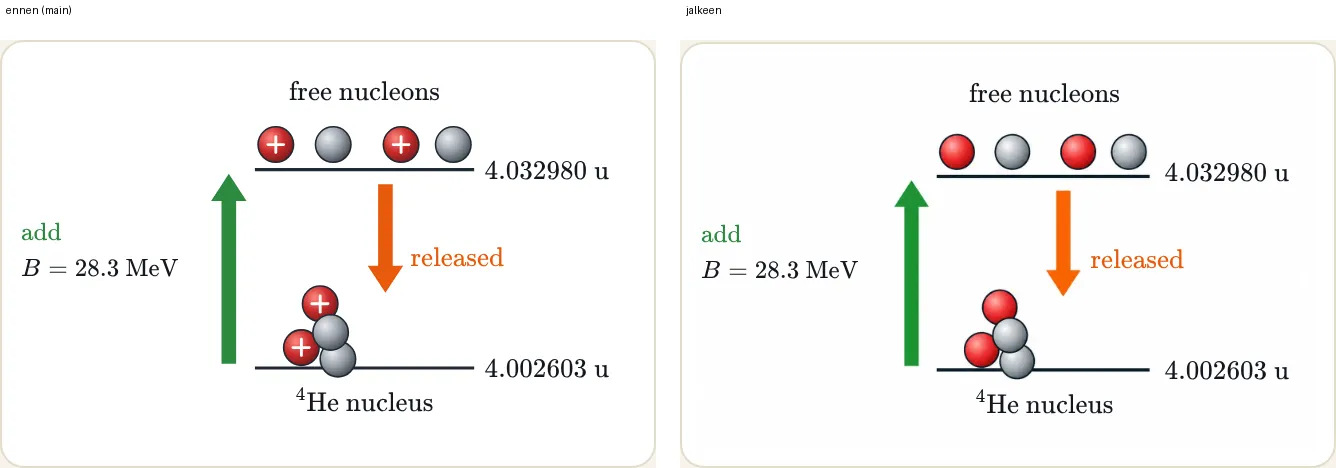 ennen (main)
jalkeen
free nucleons
+ +
4.032980 u
add
B = 28.3 MeV
released
+
+
4.002603 u
⁴He nucleus
free nucleons
4.032980 u
add
B = 28.3 MeV
released
4.002603 u
⁴He nucleus